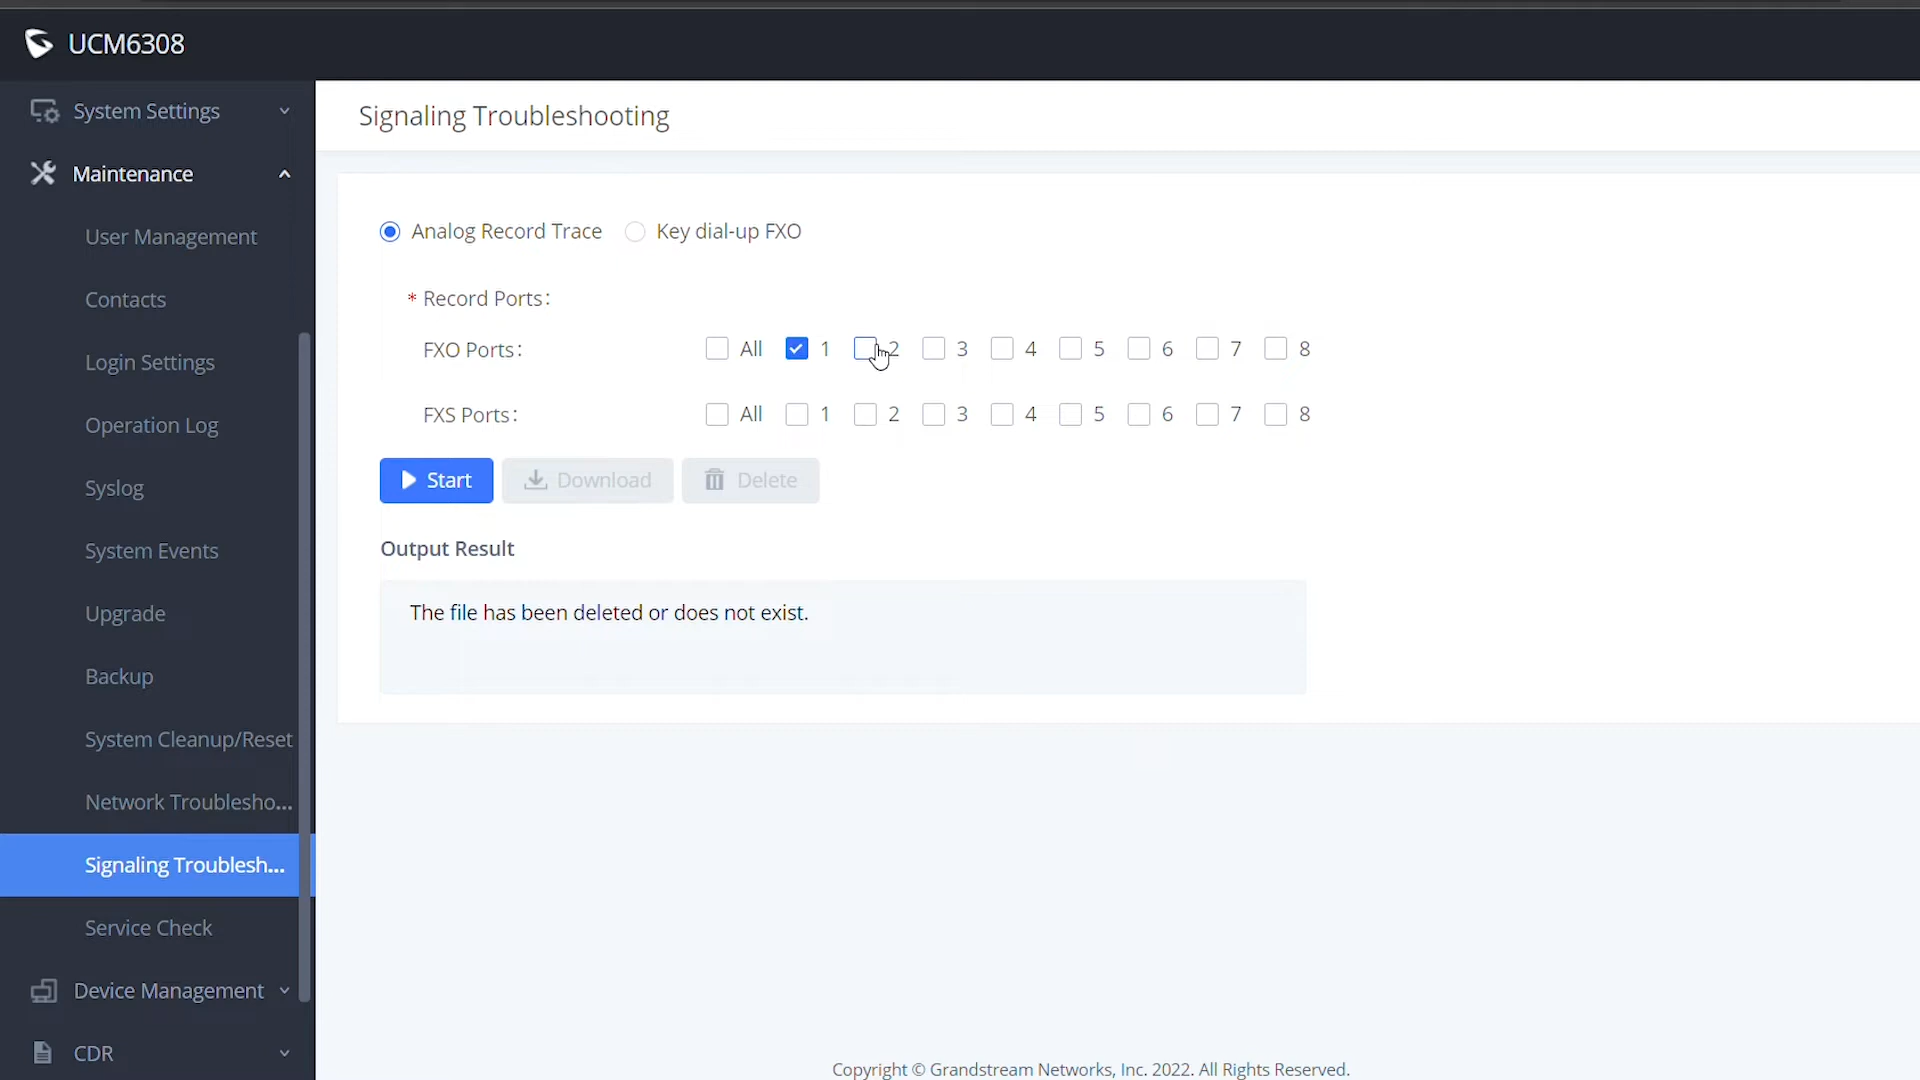 UCM6308
System Settings
Maintenance
User Management
Contacts
Login Settings
Operation Log
Syslog
System Events
Upgrade
Backup
System Cleanup/Reset
Network Troublesho...
Signaling Troublesh...
Service Check
Device Management
CDR
Signaling Troubleshooting
Analog Record Trace Key dial-up FXO
* Record Ports:
FXO Ports: All 1 2 3 4 5 6 7 8
FXS Ports: All 1 2 3 4 5 6 7 8
Start Download Delete
Output Result
The file has been deleted or does not exist.
Copyright © Grandstream Networks, Inc. 2022. All Rights Reserved.